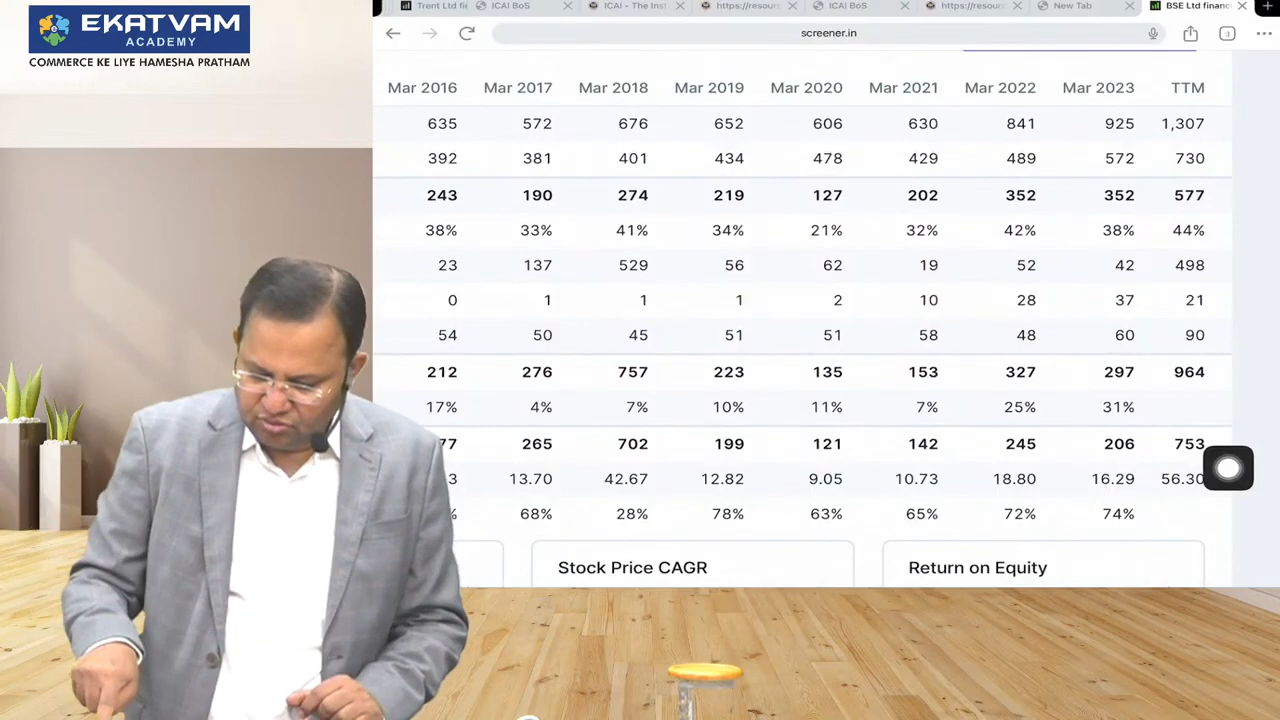 EKATVAM
ACADEMY
COMMERCE KE LIYE HAMESHA PRATHAM
Trent Ltd fi
ICAI BoS
ICAI - The Inst
https://resour
ICAI BoS
https://resour
New Tab
BSE Ltd financ
screener.in
Mar 2016 Mar 2017 Mar 2018 Mar 2019 Mar 2020 Mar 2021 Mar 2022 Mar 2023 TTM
635 572 676 652 606 630 841 925 1,307
392 381 401 434 478 429 489 572 730
243 190 274 219 127 202 352 352 577
38% 33% 41% 34% 21% 32% 42% 38% 44%
23 137 529 56 62 19 52 42 498
0 1 1 1 2 10 28 37 21
54 50 45 51 51 58 48 60 90
212 276 757 223 135 153 327 297 964
17% 4% 7% 10% 11% 7% 25% 31%
77 265 702 199 121 142 245 206 753
3 13.70 42.67 12.82 9.05 10.73 18.80 16.29 56.30
% 68% 28% 78% 63% 65% 72% 74%
Stock Price CAGR
Return on Equity